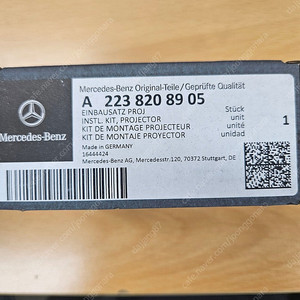 Mercedes-Benz Original-Teile/Geprüfte Qualität
A 223 820 89 05
EINBAUSATZ PROJ
INSTL. KIT, PROJECTOR
KIT DE MONTAGE PROJECTEUR
KIT DE MONTAJE PROYECTOR
Stück
unit
unité
unidad
1
Made in GERMANY
16444424
Mercedes-Benz AG, Mercedesstr.120, 70372 Stuttgart, DE
Mercedes-Benz